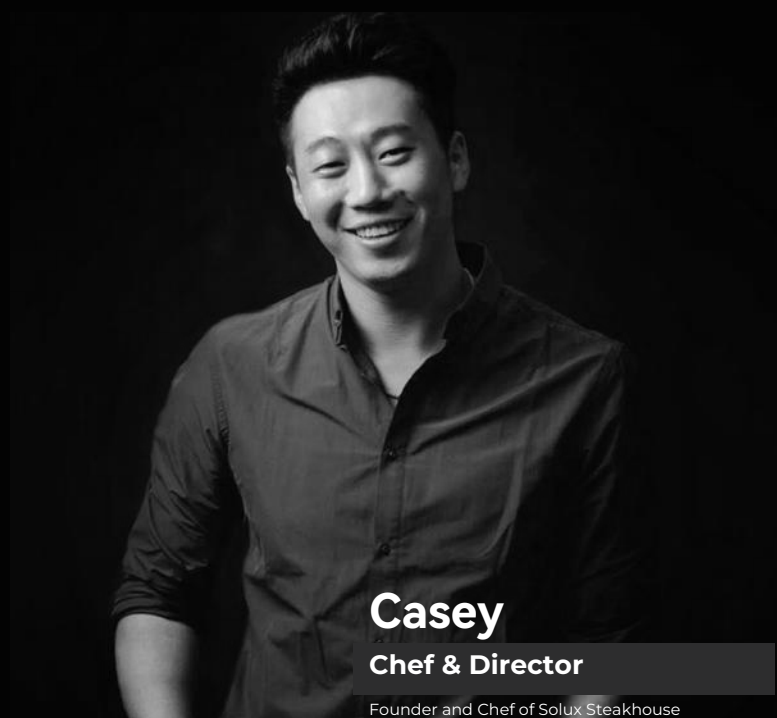 Casey
Chef & Director
Founder and Chef of Solux Steakhouse